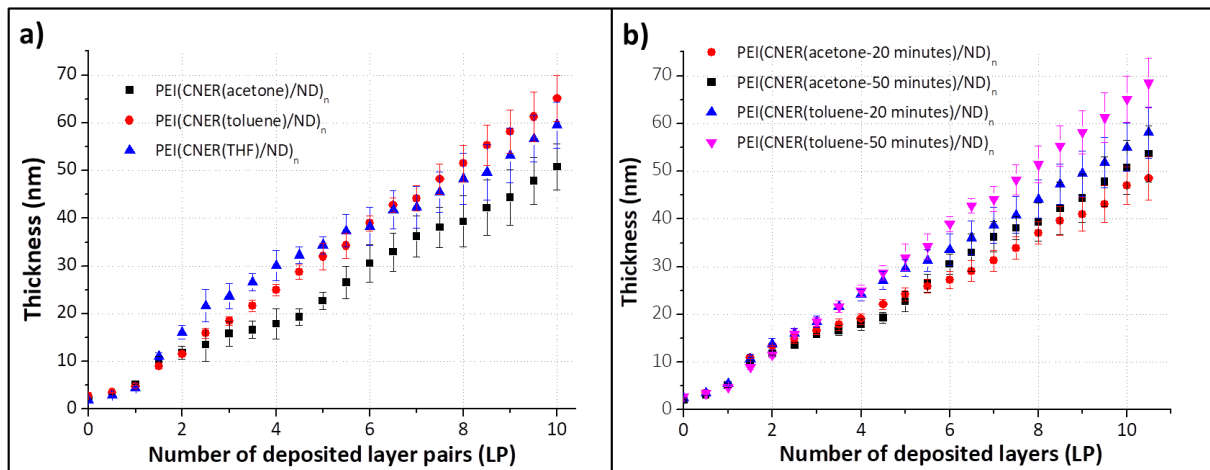 a)
70
60
50
40
30
20
10
0
Thickness (nm)
PEI(CNER(acetone)/ND)n
PEI(CNER(toluene)/ND)n
PEI(CNER(THF)/ND)n
0 2 4 6 8 10
Number of deposited layer pairs (LP)
b)
70
60
50
40
30
20
10
0
Thickness (nm)
PEI(CNER(acetone-20 minutes)/ND)n
PEI(CNER(acetone-50 minutes)/ND)n
PEI(CNER(toluene-20 minutes)/ND)n
PEI(CNER(toluene-50 minutes)/ND)n
0 2 4 6 8 10
Number of deposited layers (LP)